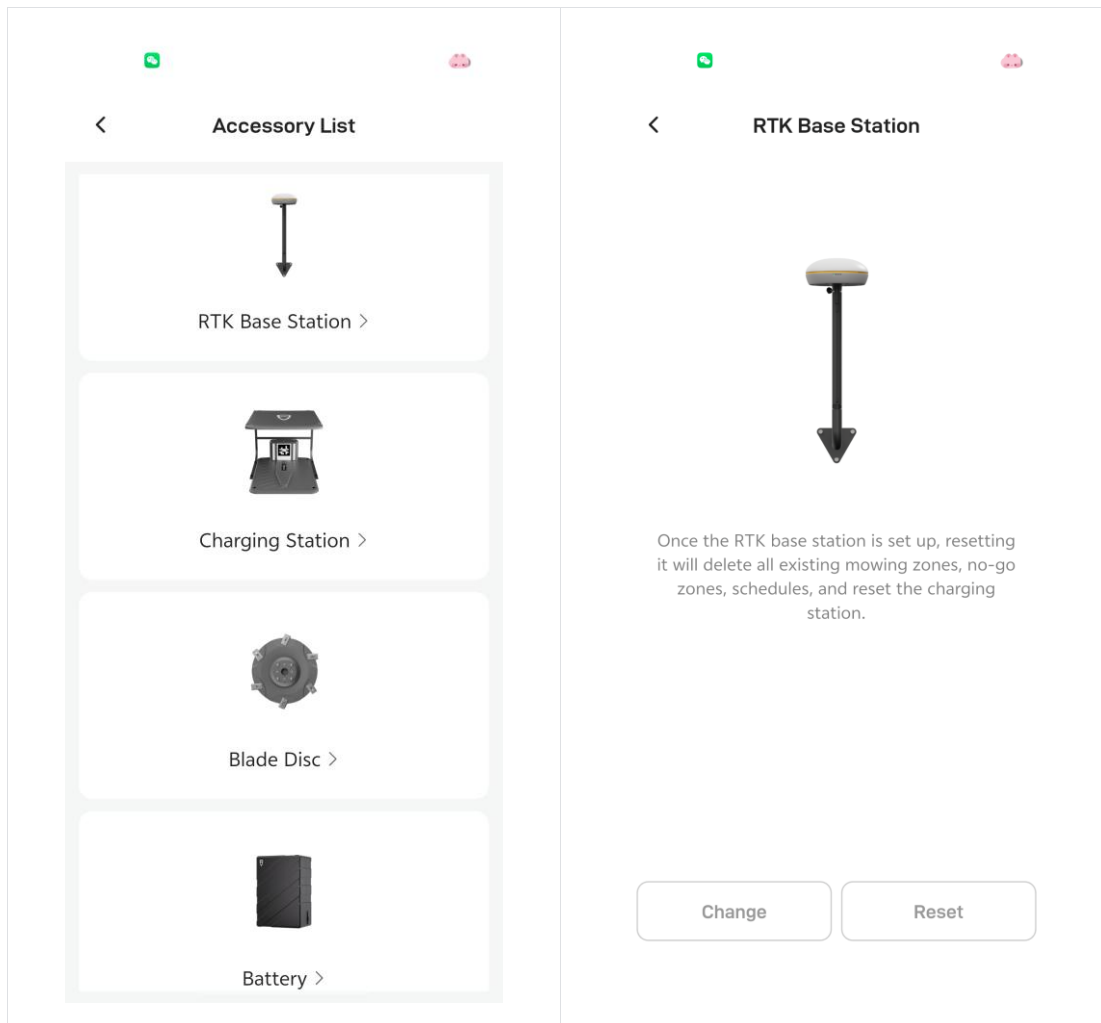 Accessory List
RTK Base Station
Charging Station
Blade Disc
Battery
RTK Base Station
Once the RTK base station is set up, resetting
it will delete all existing mowing zones, no-go
zones, schedules, and reset the charging
station.
Change
Reset